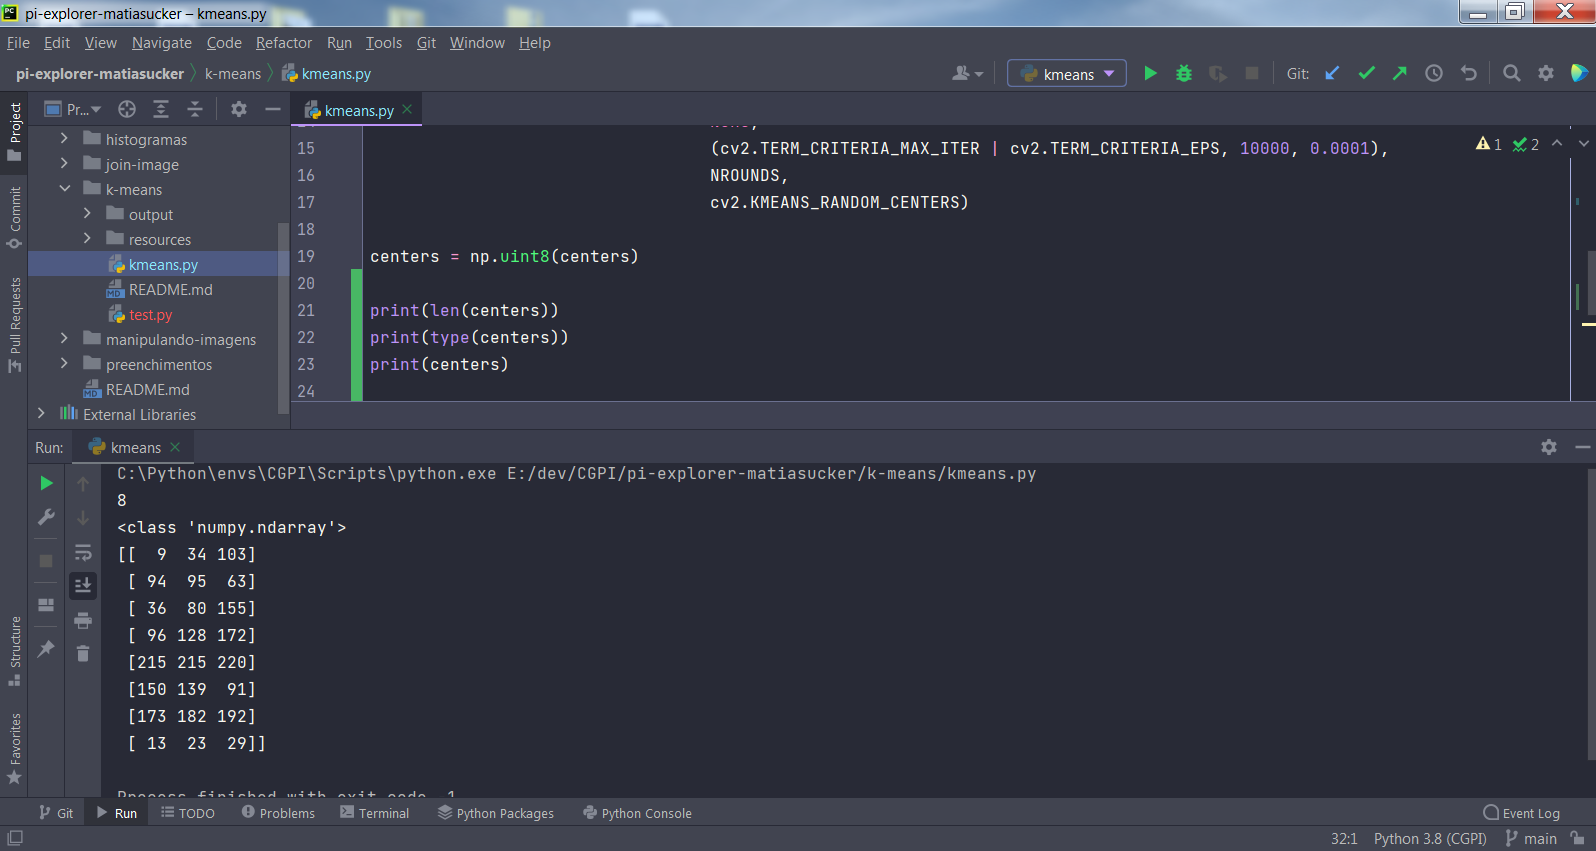 pi-explorer-matiasucker – kmeans.py
File Edit View Navigate Code Refactor Run Tools Git Window Help
pi-explorer-matiasucker k-means kmeans.py
kmeans
Git:
Project
Commit
Pull Requests
Structure
Favorites
Pr...
histogramas
join-image
k-means
output
resources
kmeans.py
README.md
test.py
manipulando-imagens
preenchimentos
README.md
External Libraries
kmeans.py
1 2
15 (cv2.TERM_CRITERIA_MAX_ITER | cv2.TERM_CRITERIA_EPS, 10000, 0.0001),
16 NROUNDS,
17 cv2.KMEANS_RANDOM_CENTERS)
18
19 centers = np.uint8(centers)
20
21 print(len(centers))
22 print(type(centers))
23 print(centers)
24
Run: kmeans
C:\Python\envs\CGPI\Scripts\python.exe E:/dev/CGPI/pi-explorer-matiasucker/k-means/kmeans.py
8
<class 'numpy.ndarray'>
[[  9  34 103]
 [ 94  95  63]
 [ 36  80 155]
 [ 96 128 172]
 [215 215 220]
 [150 139  91]
 [173 182 192]
 [ 13  23  29]]
Process finished with exit code -1
Git Run TODO Problems Terminal Python Packages Python Console Event Log
32:1 Python 3.8 (CGPI) main